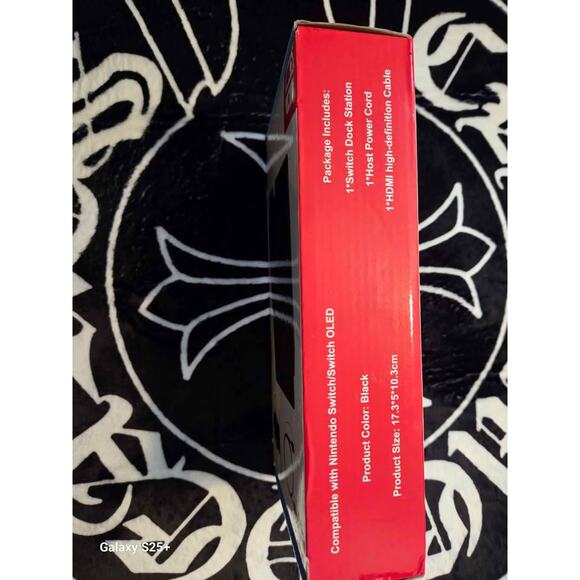 Package Includes:
1*Switch Dock Station
1*Host Power Cord
1*HDMI high-definition Cable
Compatible with Nintendo Switch/Switch OLED
Product Color: Black
Product Size: 17.3*5*10.3cm
Galaxy S25+